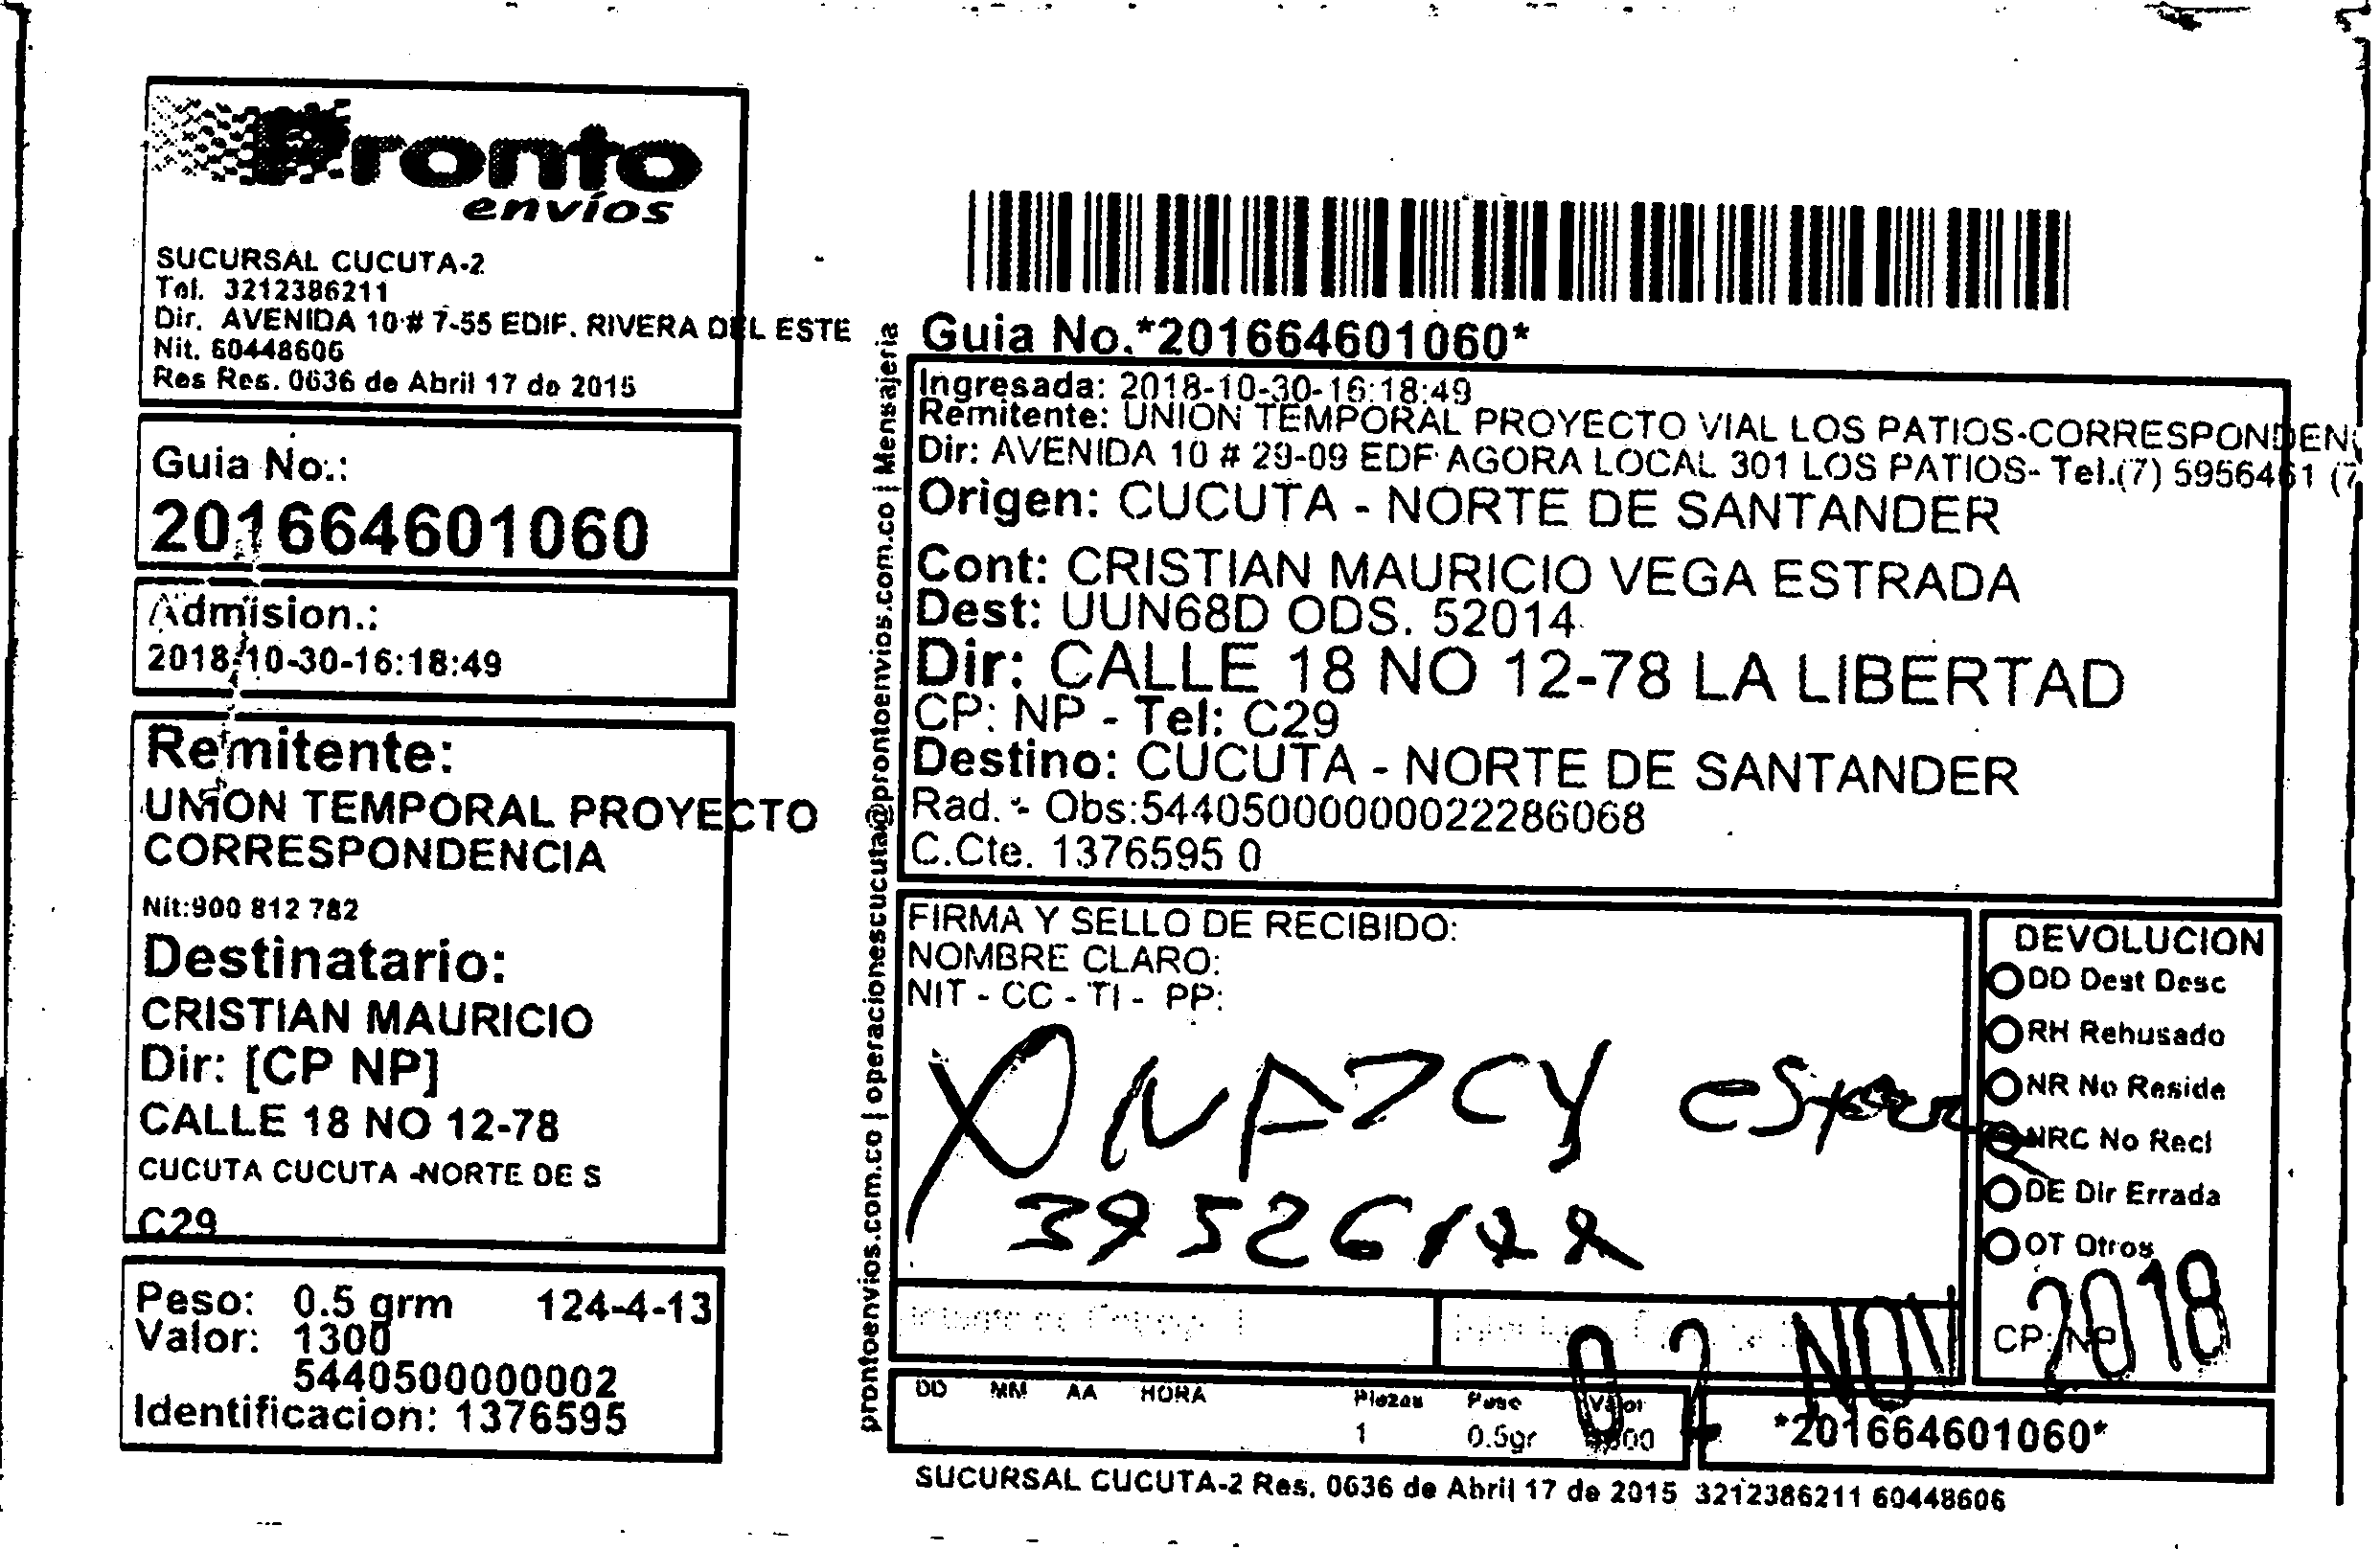 Pronto
envíos
SUCURSAL CUCUTA-2
Tel. 3212386211
Dir. AVENIDA 10 # 7-55 EDIF. RIVERA DEL ESTE
Nit. 60448606
Res Res. 0636 de Abril 17 de 2015
Guia No.:
201664601060
Admision.:
2018-10-30-16:18:49
Remitente:
UNION TEMPORAL PROYECTO
CORRESPONDENCIA
Nit:900 812 782
Destinatario:
CRISTIAN MAURICIO
Dir: [CP NP]
CALLE 18 NO 12-78
CUCUTA CUCUTA -NORTE DE S
C29
Peso: 0.5 grm 124-4-13
Valor: 1300
5440500000002
Identificacion: 1376595
prontoenvios.com.co | operacionescucuta@prontoenvios.com.co | Mensajeria
Guia No.*201664601060*
Ingresada: 2018-10-30-16:18:49
Remitente: UNION TEMPORAL PROYECTO VIAL LOS PATIOS-CORRESPONDEN
Dir: AVENIDA 10 # 29-09 EDF AGORA LOCAL 301 LOS PATIOS- Tel.(7) 5956461 (7
Origen: CUCUTA - NORTE DE SANTANDER
Cont: CRISTIAN MAURICIO VEGA ESTRADA
Dest: UUN68D ODS. 52014
Dir: CALLE 18 NO 12-78 LA LIBERTAD
CP: NP - Tel: C29
Destino: CUCUTA - NORTE DE SANTANDER
Rad. - Obs:54405000000022286068
C.Cte. 1376595 0
FIRMA Y SELLO DE RECIBIDO:
NOMBRE CLARO:
NIT - CC - TI - PP:
DEVOLUCION
DD Dest Desc
RH Rehusado
NR No Reside
NRC No Recl
DE Dir Errada
OT Otros
CP: NP
02 NOV 2018
DD MM AA HORA Piezas Peso Valor
1 0.5gr
*201664601060*
SUCURSAL CUCUTA-2 Res. 0636 de Abril 17 de 2015 3212386211 60448606